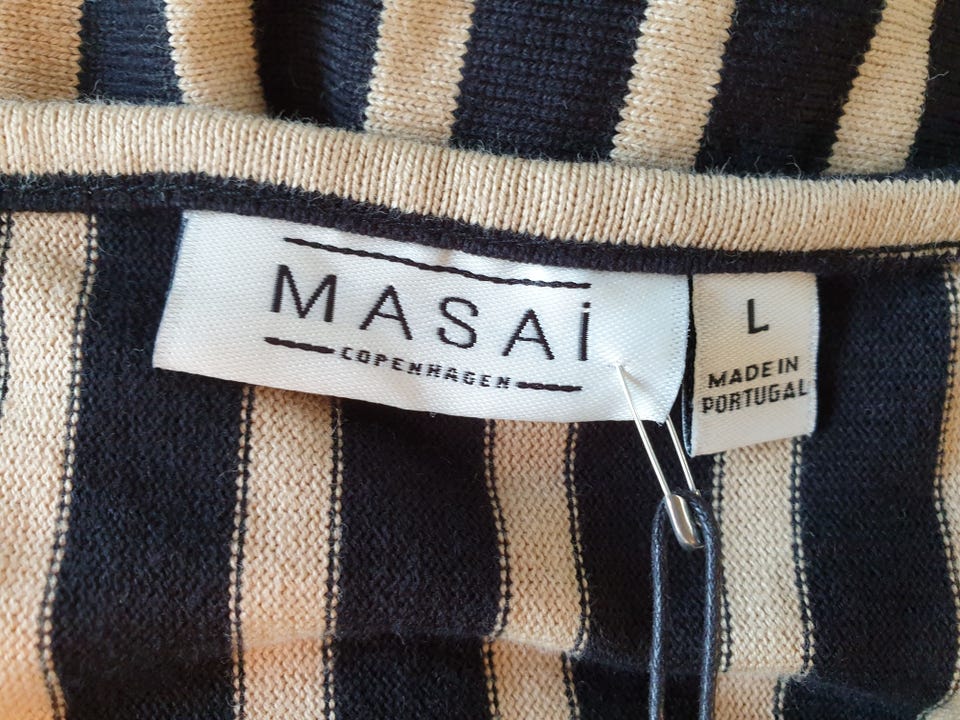 MASAi
COPENHAGEN
L
MADE IN
PORTUGAL